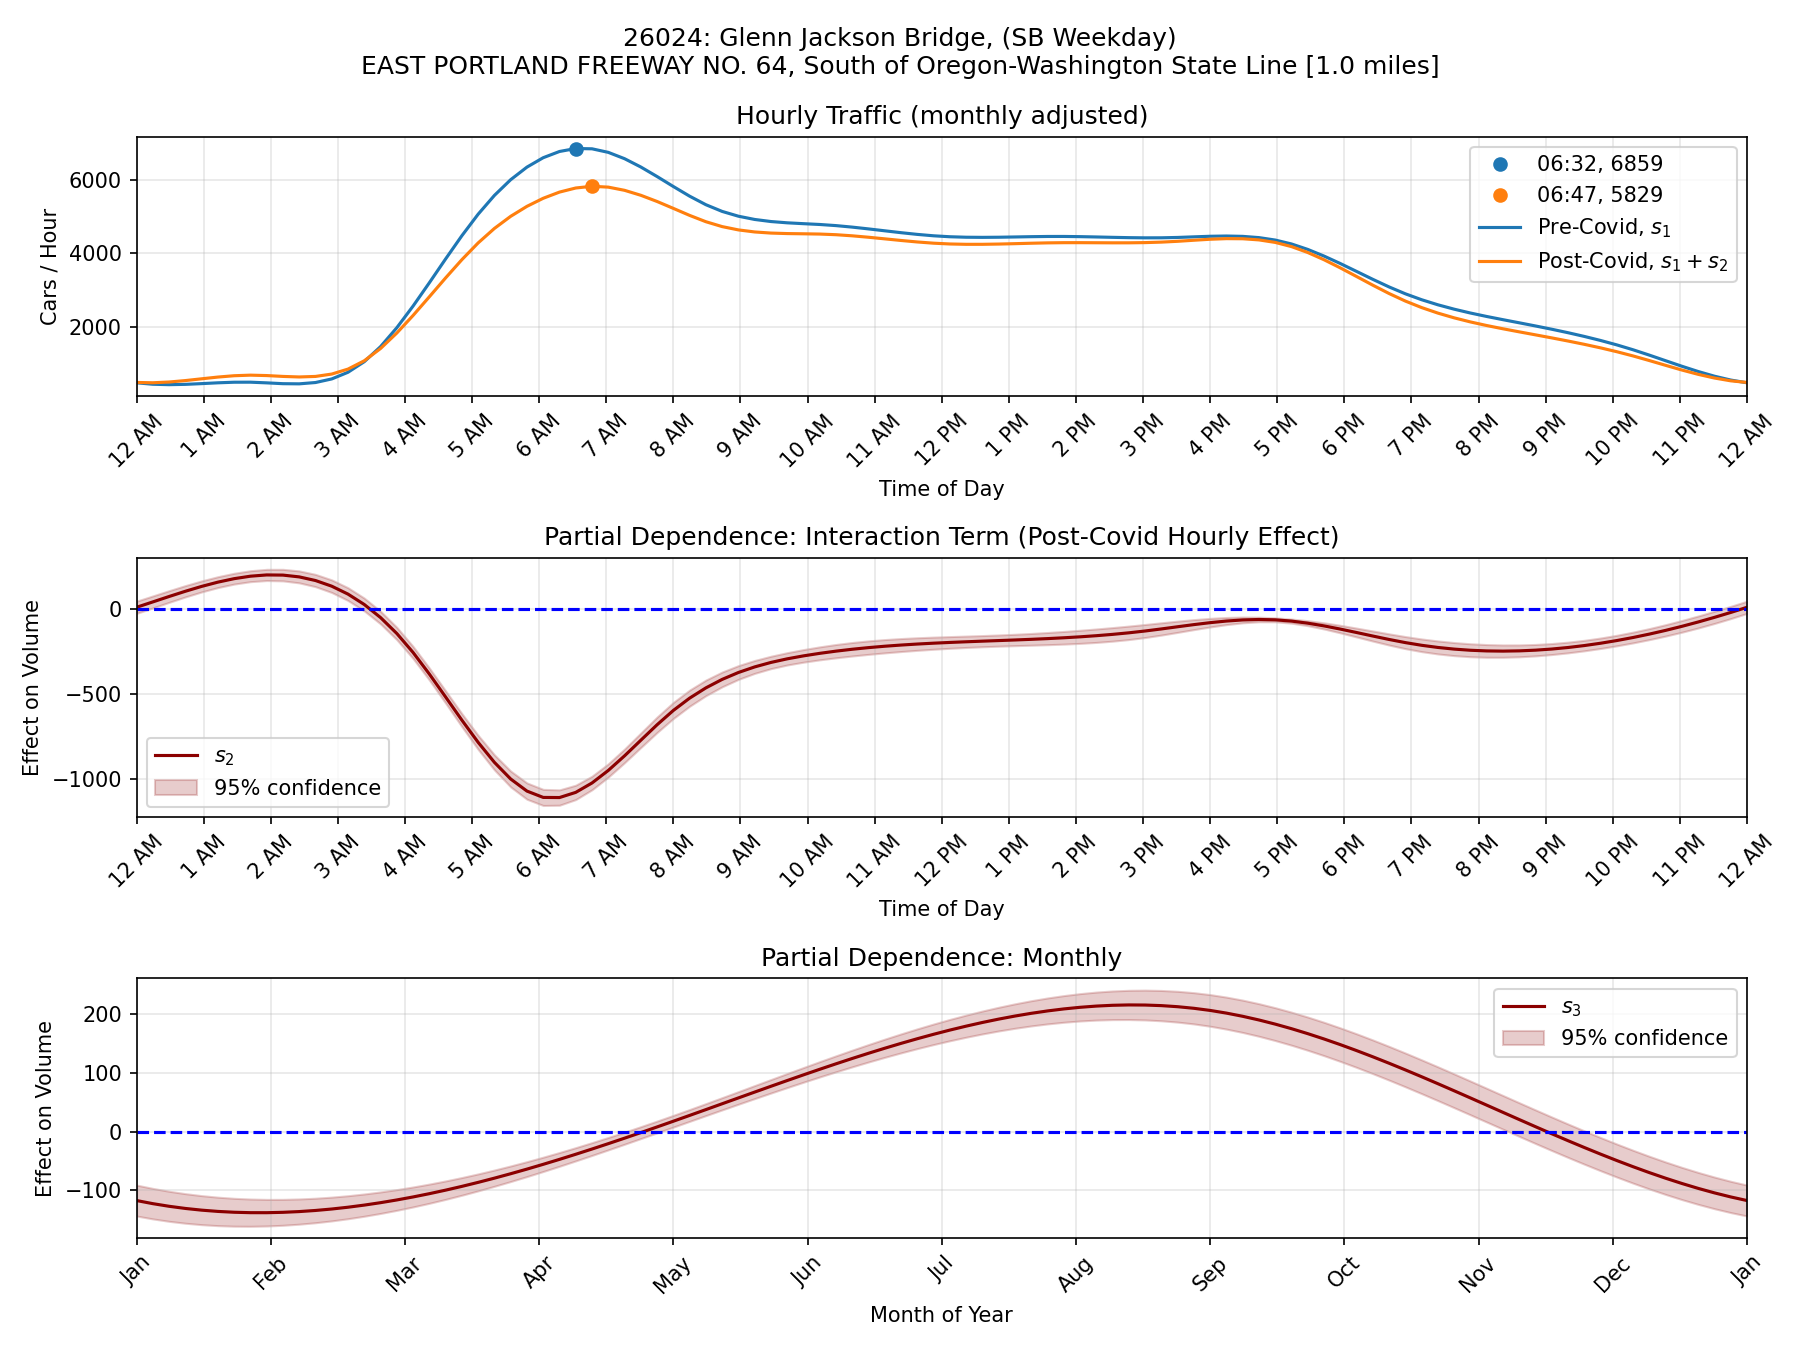 26024: Glenn Jackson Bridge, (SB Weekday)
EAST PORTLAND FREEWAY NO. 64, South of Oregon-Washington State Line [1.0 miles]
Hourly Traffic (monthly adjusted)
Cars / Hour
6000
4000
2000
06:32, 6859
06:47, 5829
Pre-Covid, s₁
Post-Covid, s₁ + s₂
12 AM 1 AM 2 AM 3 AM 4 AM 5 AM 6 AM 7 AM 8 AM 9 AM 10 AM 11 AM 12 PM 1 PM 2 PM 3 PM 4 PM 5 PM 6 PM 7 PM 8 PM 9 PM 10 PM 11 PM 12 AM
Time of Day
Partial Dependence: Interaction Term (Post-Covid Hourly Effect)
Effect on Volume
0
−500
−1000
s₂
95% confidence
12 AM 1 AM 2 AM 3 AM 4 AM 5 AM 6 AM 7 AM 8 AM 9 AM 10 AM 11 AM 12 PM 1 PM 2 PM 3 PM 4 PM 5 PM 6 PM 7 PM 8 PM 9 PM 10 PM 11 PM 12 AM
Time of Day
Partial Dependence: Monthly
Effect on Volume
200
100
0
−100
s₃
95% confidence
Jan Feb Mar Apr May Jun Jul Aug Sep Oct Nov Dec Jan
Month of Year